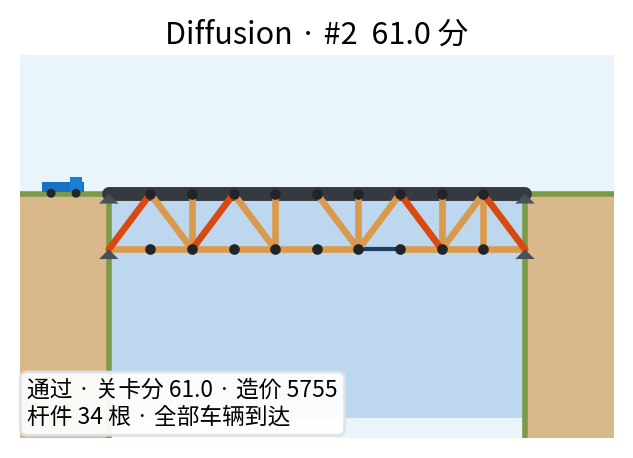 Diffusion · #2 61.0 分
通过 · 关卡分 61.0 · 造价 5755
杆件 34 根 · 全部车辆到达